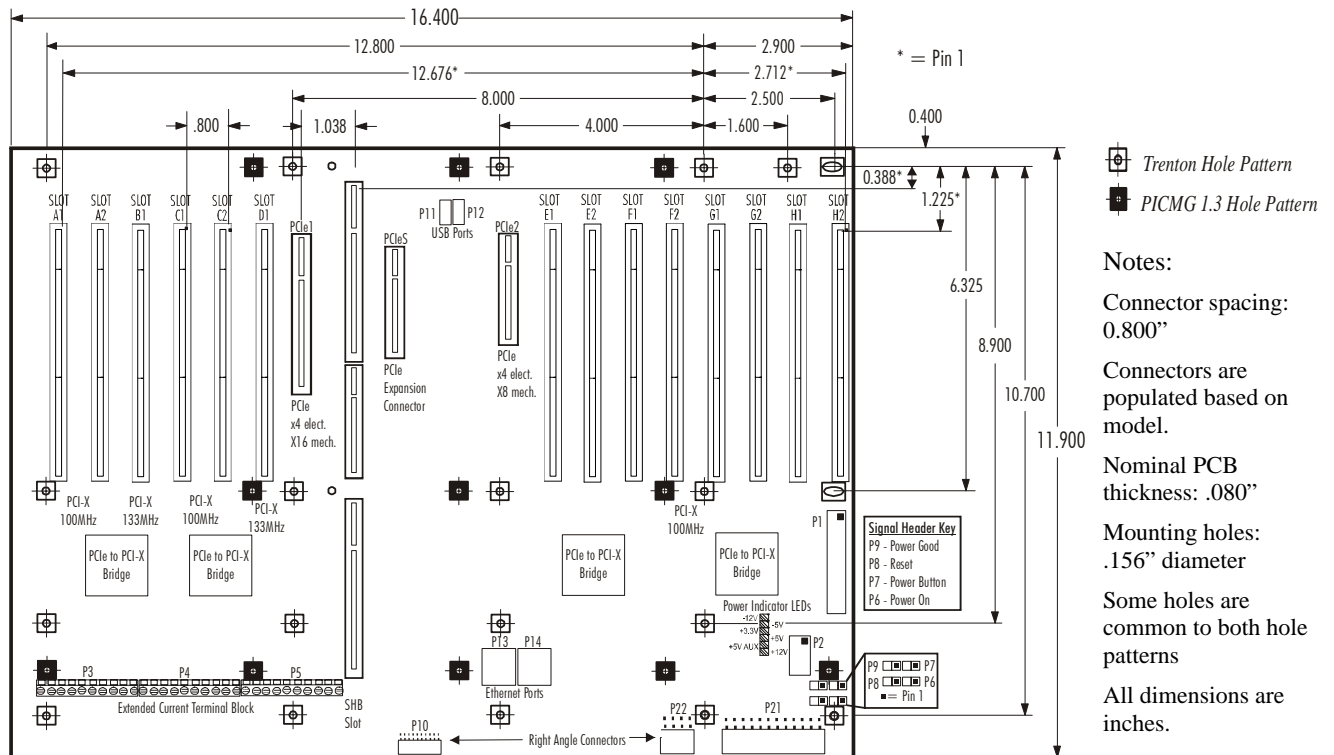 16.400
12.800
2.900
* = Pin 1
12.676*
2.712*
8.000
2.500
.800
1.038
4.000
1.600
0.400
0.388*
1.225*
6.325
8.900
10.700
11.900
Trenton Hole Pattern
PICMG 1.3 Hole Pattern
Notes:
Connector spacing:
0.800”
Connectors are
populated based on
model.
Nominal PCB
thickness: .080”
Mounting holes:
.156” diameter
Some holes are
common to both hole
patterns
All dimensions are
inches.
SLOT
A1
SLOT
A2
SLOT
B1
SLOT
C1
SLOT
C2
SLOT
D1
PCIe1
PCIe
x4 elect.
X16 mech.
PCIeS
PCIe
Expansion
Connector
P11
P12
USB Ports
PCIe2
PCIe
x4 elect.
X8 mech.
SLOT
E1
SLOT
E2
SLOT
F1
SLOT
F2
SLOT
G1
SLOT
G2
SLOT
H1
SLOT
H2
PCI-X
100MHz
PCI-X
133MHz
PCI-X
100MHz
PCI-X
133MHz
PCI-X
100MHz
PCIe to PCI-X
Bridge
PCIe to PCI-X
Bridge
PCIe to PCI-X
Bridge
PCIe to PCI-X
Bridge
P1
Signal Header Key
P9 - Power Good
P8 - Reset
P7 - Power Button
P6 - Power On
Power Indicator LEDs
-12V
-5V
+3.3V
+5V
+5V AUX
+12V
P2
P9
P7
P8
P6
= Pin 1
P13
P14
Ethernet Ports
P3
P4
P5
Extended Current Terminal Block
SHB
Slot
P10
Right Angle Connectors
P22
P21